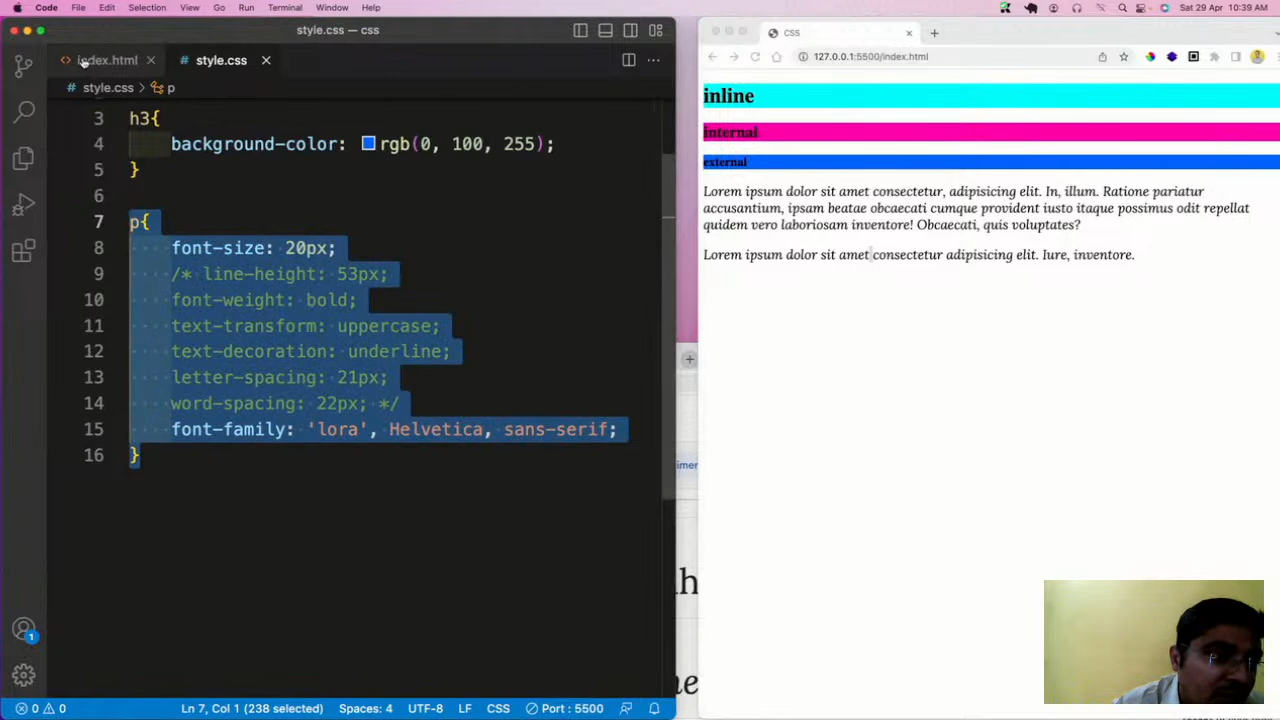 Code File Edit Selection View Go Run Terminal Window Help
Sat 29 Apr 10:39 AM
style.css — css
index.html
# style.css
style.css > p
3 h3{
4 background-color: rgb(0, 100, 255);
5 }
6
7 p{
8 font-size: 20px;
9 /* line-height: 53px;
10 font-weight: bold;
11 text-transform: uppercase;
12 text-decoration: underline;
13 letter-spacing: 21px;
14 word-spacing: 22px; */
15 font-family: 'lora', Helvetica, sans-serif;
16 }
1
0 0
Ln 7, Col 1 (238 selected)
Spaces: 4
UTF-8
LF
CSS
Port : 5500
CSS
127.0.0.1:5500/index.html
inline
internal
external
Lorem ipsum dolor sit amet consectetur, adipisicing elit. In, illum. Ratione pariatur
accusantium, ipsam beatae obcaecati cumque provident iusto itaque possimus odit repellat
quidem vero laboriosam inventore! Obcaecati, quis voluptates?
Lorem ipsum dolor sit amet consectetur adipisicing elit. Iure, inventore.